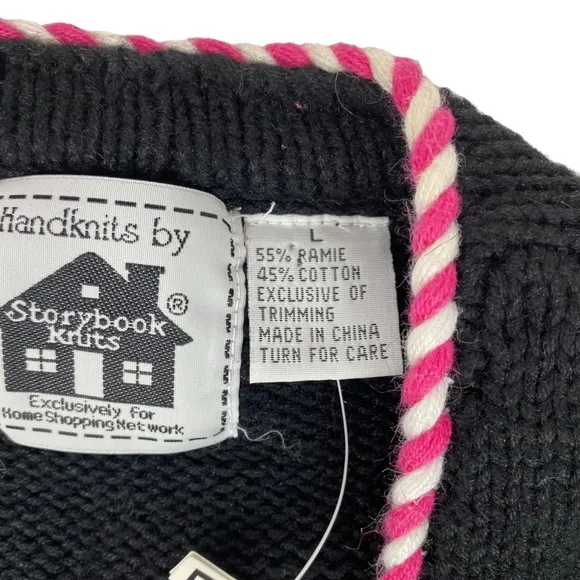 Handknits by
Storybook ®
Knits
Exclusively for
Home Shopping Network
L
55% RAMIE
45% COTTON
EXCLUSIVE OF
TRIMMING
MADE IN CHINA
TURN FOR CARE